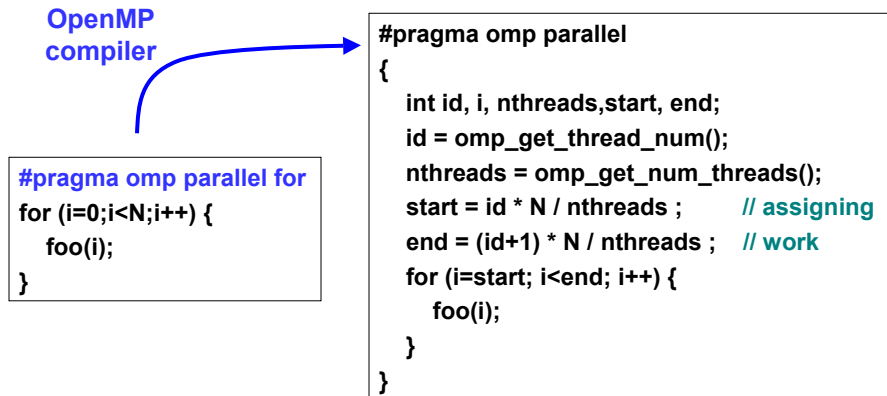 OpenMP
compiler
#pragma omp parallel for
for (i=0;i<N;i++) {
foo(i);
}
#pragma omp parallel
{
int id, i, nthreads,start, end;
id = omp_get_thread_num();
nthreads = omp_get_num_threads();
start = id * N / nthreads ; // assigning
end = (id+1) * N / nthreads ; // work
for (i=start; i<end; i++) {
foo(i);
}
}